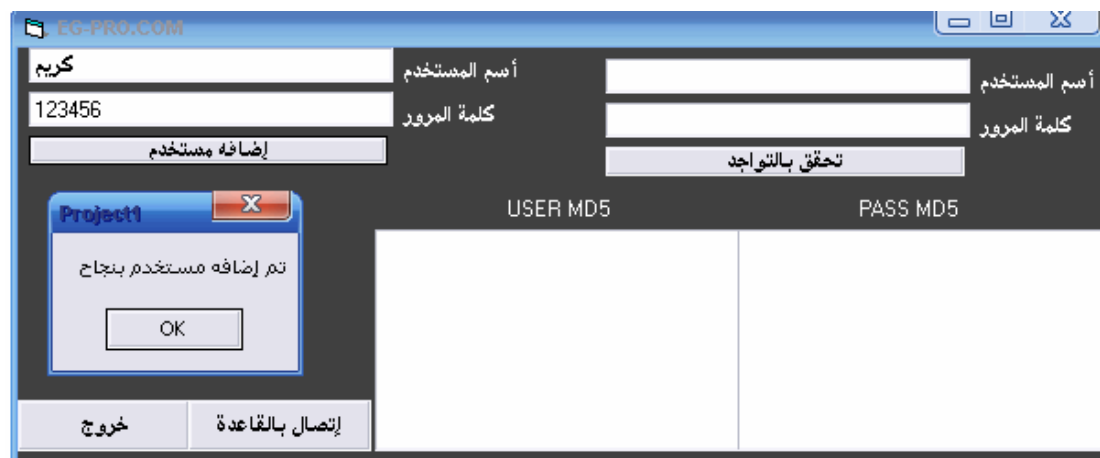 EG-PRO.COM
كريم
أسم المستخدم
123456
كلمة المرور
إضافه مستخدم
أسم المستخدم
كلمة المرور
تحقق بالتواجد
USER MD5
PASS MD5
Project1
تم إضافه مستخدم بنجاح
OK
خروج
إتصال بالقاعدة